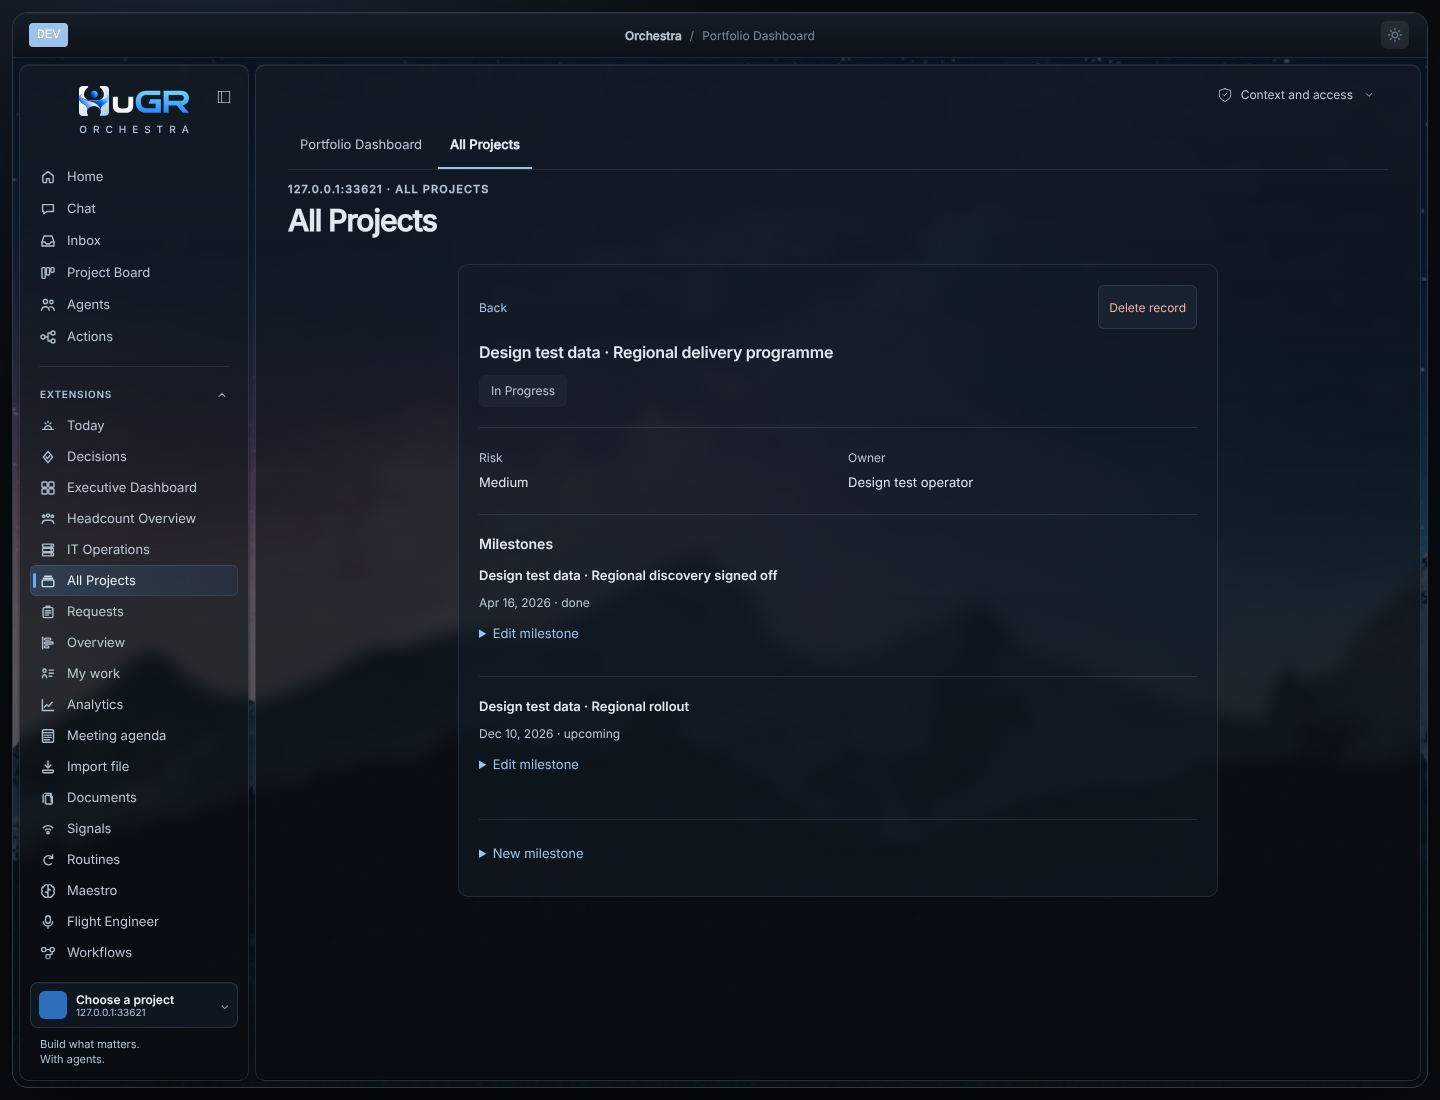 DEV
Orchestra / Portfolio Dashboard
HuGR
ORCHESTRA
Context and access
Home
Chat
Inbox
Project Board
Agents
Actions
EXTENSIONS
Today
Decisions
Executive Dashboard
Headcount Overview
IT Operations
All Projects
Requests
Overview
My work
Analytics
Meeting agenda
Import file
Documents
Signals
Routines
Maestro
Flight Engineer
Workflows
Choose a project
127.0.0.1:33621
Build what matters.
With agents.
Portfolio Dashboard
All Projects
127.0.0.1:33621 · ALL PROJECTS
All Projects
Back
Delete record
Design test data · Regional delivery programme
In Progress
Risk
Medium
Owner
Design test operator
Milestones
Design test data · Regional discovery signed off
Apr 16, 2026 · done
Edit milestone
Design test data · Regional rollout
Dec 10, 2026 · upcoming
Edit milestone
New milestone